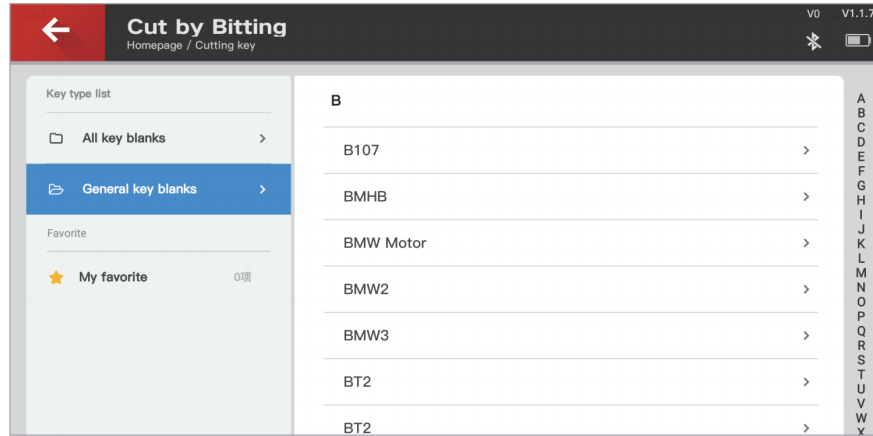 Cut by Bitting
Homepage / Cutting key
V0 V1.1.7
Key type list
All key blanks
General key blanks
Favorite
My favorite 0项
B
B107
BMHB
BMW Motor
BMW2
BMW3
BT2
BT2
A
B
C
D
E
F
G
H
I
J
K
L
M
N
O
P
Q
R
S
T
U
V
W
X